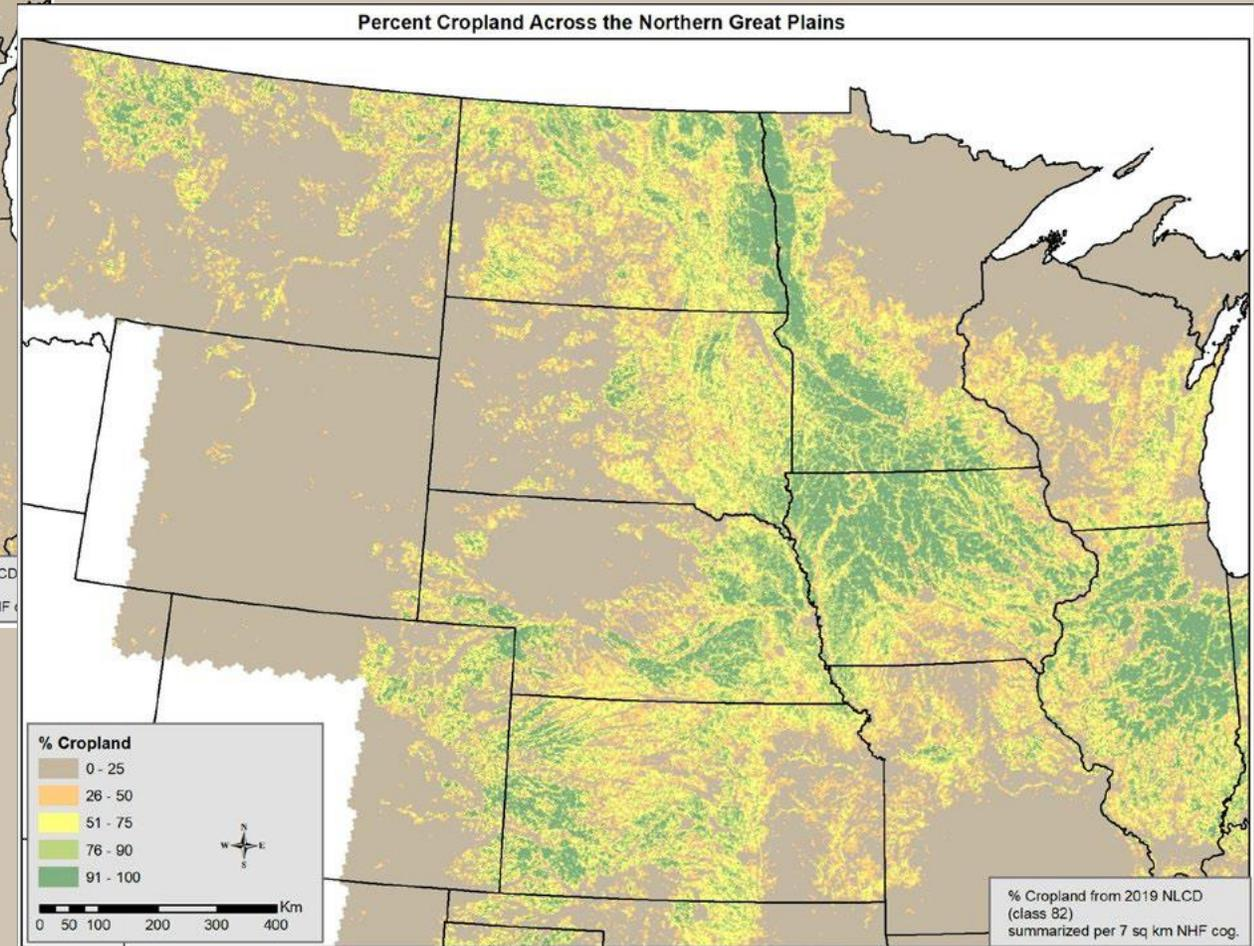 Percent Cropland Across the Northern Great Plains
CD
IF c
% Cropland
0 - 25
26 - 50
51 - 75
76 - 90
91 - 100
N
W E
S
0 50 100 200 300 400 Km
% Cropland from 2019 NLCD
(class 82)
summarized per 7 sq km NHF cog.